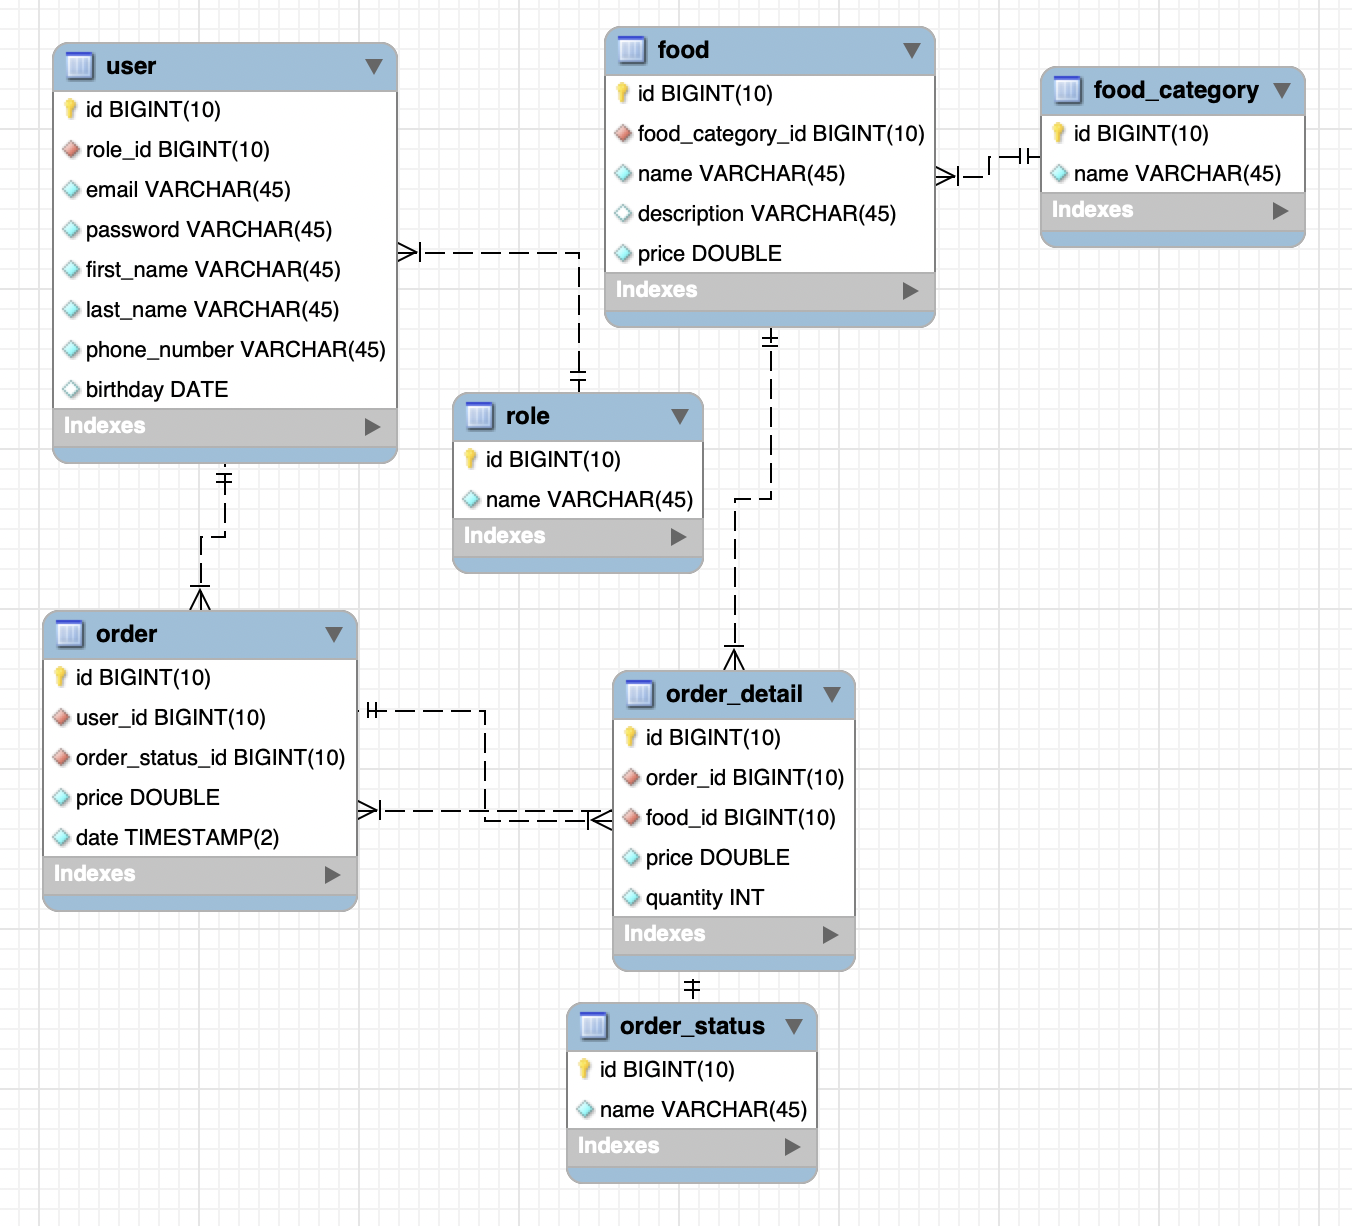 user
id BIGINT(10)
role_id BIGINT(10)
email VARCHAR(45)
password VARCHAR(45)
first_name VARCHAR(45)
last_name VARCHAR(45)
phone_number VARCHAR(45)
birthday DATE
Indexes
food
id BIGINT(10)
food_category_id BIGINT(10)
name VARCHAR(45)
description VARCHAR(45)
price DOUBLE
Indexes
food_category
id BIGINT(10)
name VARCHAR(45)
Indexes
role
id BIGINT(10)
name VARCHAR(45)
Indexes
order
id BIGINT(10)
user_id BIGINT(10)
order_status_id BIGINT(10)
price DOUBLE
date TIMESTAMP(2)
Indexes
order_detail
id BIGINT(10)
order_id BIGINT(10)
food_id BIGINT(10)
price DOUBLE
quantity INT
Indexes
order_status
id BIGINT(10)
name VARCHAR(45)
Indexes